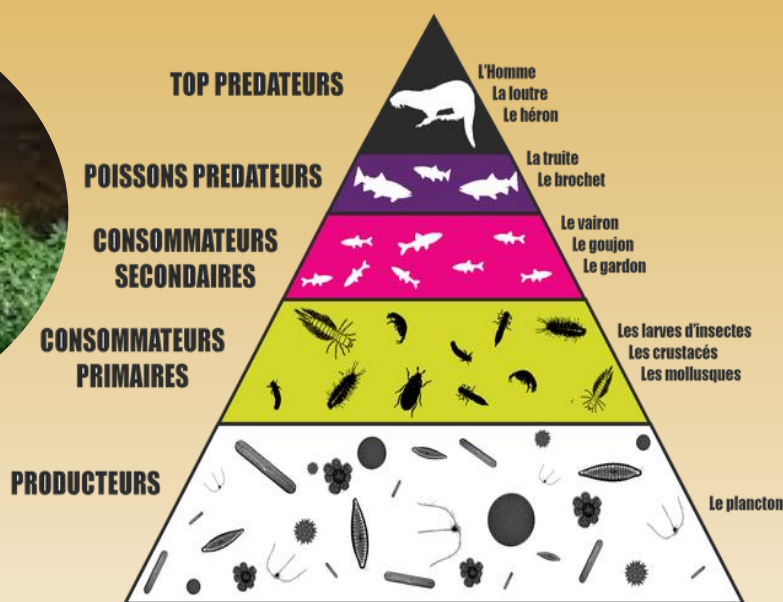 TOP PREDATEURS
L'Homme
La loutre
Le héron
POISSONS PREDATEURS
La truite
Le brochet
CONSOMMATEURS
SECONDAIRES
Le vairon
Le goujon
Le gardon
CONSOMMATEURS
PRIMAIRES
Les larves d'insectes
Les crustacés
Les mollusques
PRODUCTEURS
Le plancton